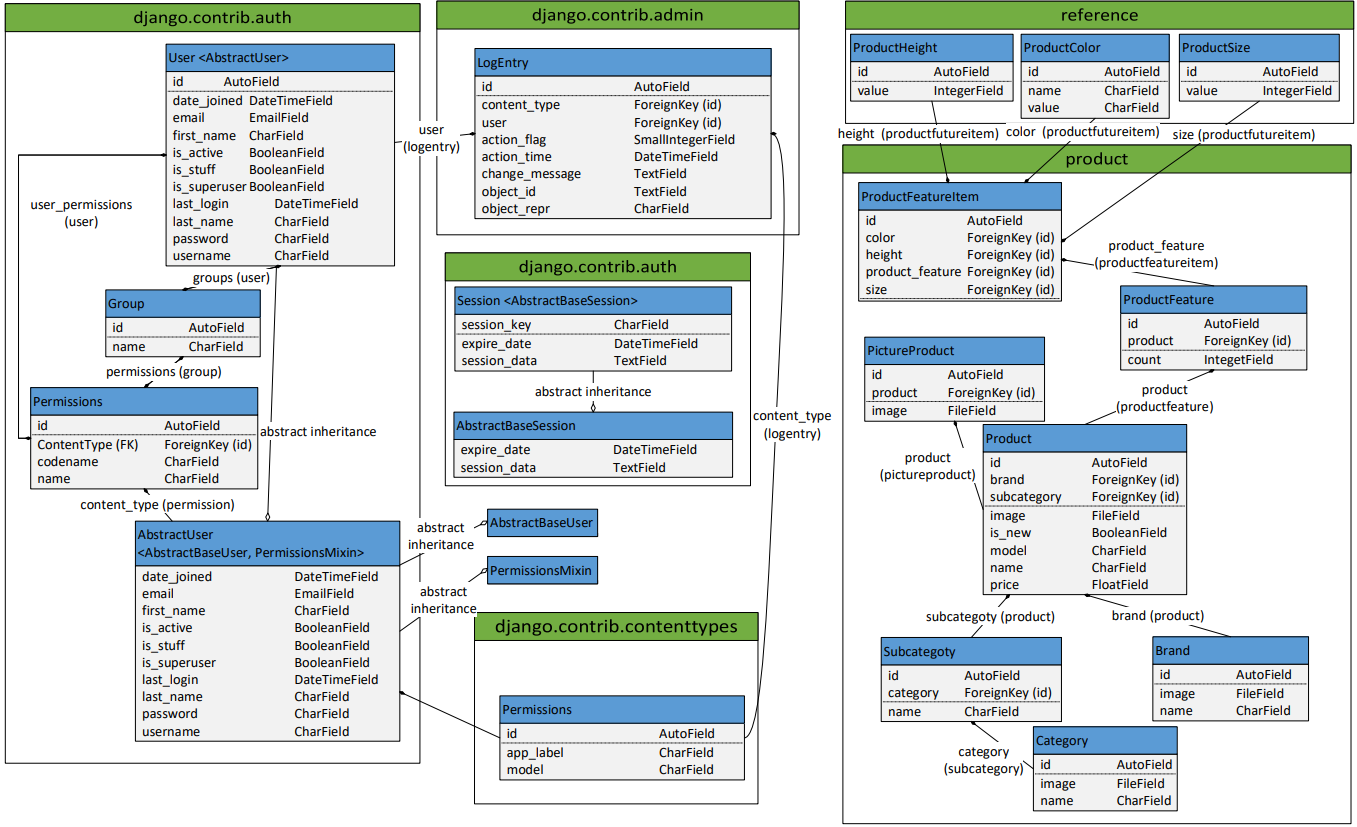 django.contrib.auth
User <AbstractUser>
id AutoField
date_joined DateTimeField
email EmailField
first_name CharField
is_active BooleanField
is_stuff BooleanField
is_superuser BooleanField
last_login DateTimeField
last_name CharField
password CharField
username CharField
user_permissions
(user)
groups (user)
Group
id AutoField
name CharField
permissions (group)
Permissions
id AutoField
ContentType (FK) ForeignKey (id)
codename CharField
name CharField
abstract inheritance
content_type (permission)
AbstractUser
<AbstractBaseUser, PermissionsMixin>
date_joined DateTimeField
email EmailField
first_name CharField
is_active BooleanField
is_stuff BooleanField
is_superuser BooleanField
last_login DateTimeField
last_name CharField
password CharField
username CharField
django.contrib.admin
LogEntry
id AutoField
content_type ForeignKey (id)
user ForeignKey (id)
action_flag SmallIntegerField
action_time DateTimeField
change_message TextField
object_id TextField
object_repr CharField
user
(logentry)
django.contrib.auth
Session <AbstractBaseSession>
session_key CharField
expire_date DateTimeField
session_data TextField
abstract inheritance
AbstractBaseSession
expire_date DateTimeField
session_data TextField
content_type
(logentry)
abstract
inheritance
AbstractBaseUser
PermissionsMixin
abstract
inheritance
django.contrib.contenttypes
Permissions
id AutoField
app_label CharField
model CharField
reference
ProductHeight
id AutoField
value IntegerField
ProductColor
id AutoField
name CharField
value CharField
ProductSize
id AutoField
value IntegerField
height (productfutureitem)
color (productfutureitem)
size (productfutureitem)
product
ProductFeatureItem
id AutoField
color ForeignKey (id)
height ForeignKey (id)
product_feature ForeignKey (id)
size ForeignKey (id)
product_feature
(productfeatureitem)
ProductFeature
id AutoField
product ForeignKey (id)
count IntegetField
PictureProduct
id AutoField
product ForeignKey (id)
image FileField
product
(productfeature)
product
(pictureproduct)
Product
id AutoField
brand ForeignKey (id)
subcategory ForeignKey (id)
image FileField
is_new BooleanField
model CharField
name CharField
price FloatField
subcategoty (product)
brand (product)
Subcategoty
id AutoField
category ForeignKey (id)
name CharField
Brand
id AutoField
image FileField
name CharField
category
(subcategory)
Category
id AutoField
image FileField
name CharField